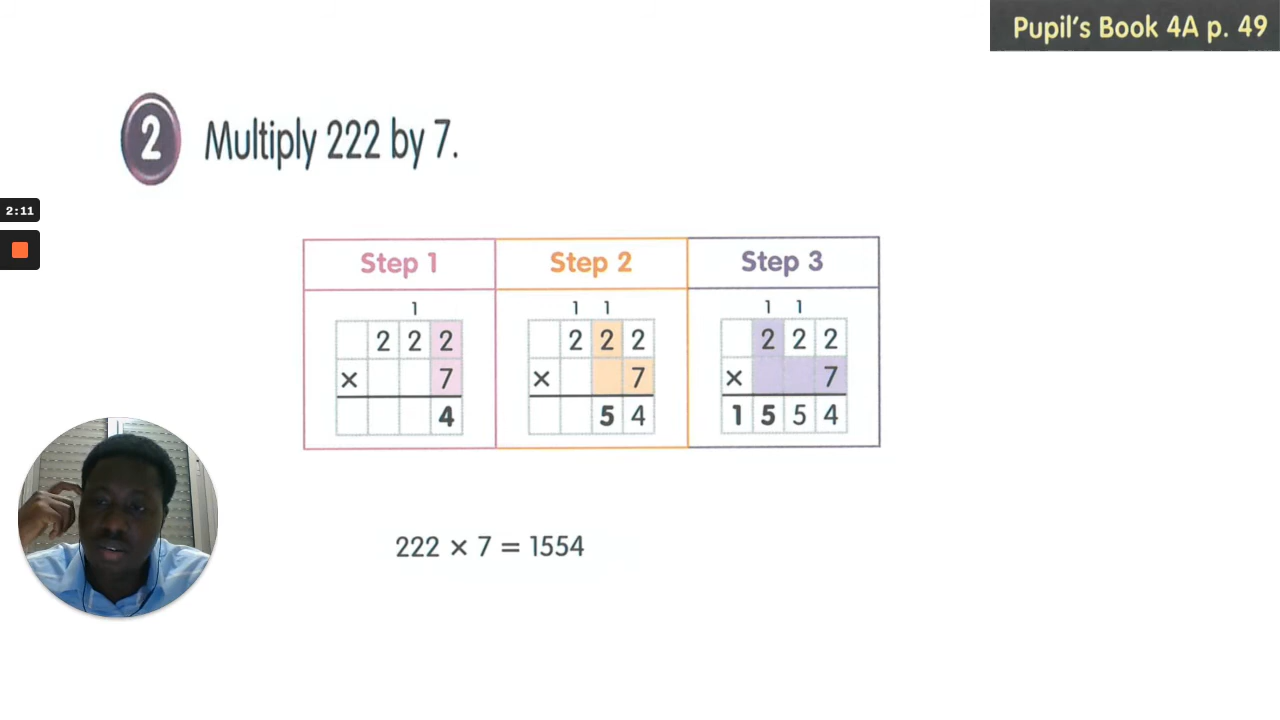 Pupil's Book 4A p. 49
2 Multiply 222 by 7.
2:11
Step 1 Step 2 Step 3
1 1 1 1 1
2 2 2 2 2 2 2 2 2
× 7 × 7 × 7
4 5 4 1 5 5 4
222 × 7 = 1554